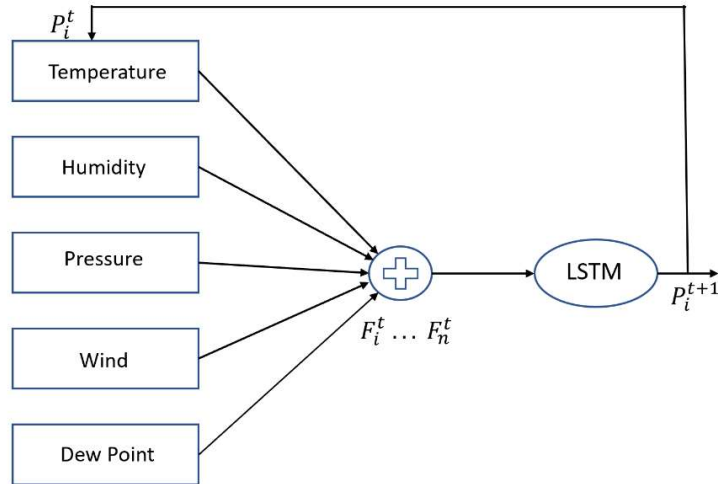 P_i^t
Temperature
Humidity
Pressure
Wind
Dew Point
F_i^t ... F_n^t
LSTM
P_i^{t+1}